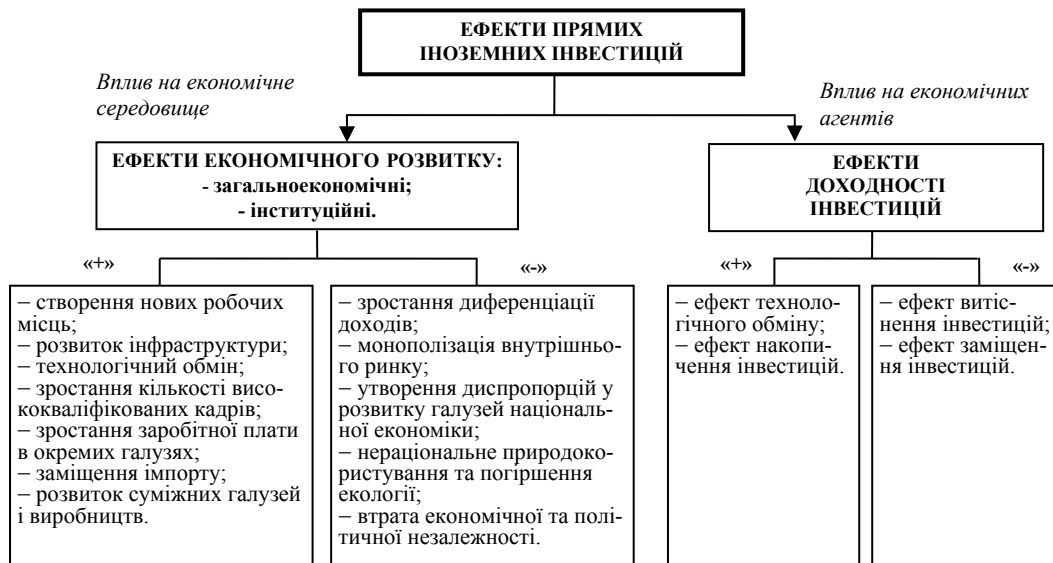 ЕФЕКТИ ПРЯМИХ
ІНОЗЕМНИХ ІНВЕСТИЦІЙ
Вплив на економічне
середовище
Вплив на економічних
агентів
ЕФЕКТИ ЕКОНОМІЧНОГО РОЗВИТКУ:
- загальноекономічні;
- інституційні.
ЕФЕКТИ
ДОХОДНОСТІ
ІНВЕСТИЦІЙ
«+»
«-»
«+»
«-»
– створення нових робочих
місць;
– розвиток інфраструктури;
– технологічний обмін;
– зростання кількості висо-
кокваліфікованих кадрів;
– зростання заробітної плати
в окремих галузях;
– заміщення імпорту;
– розвиток суміжних галузей
і виробництв.
– зростання диференціації
доходів;
– монополізація внутрішньо-
го ринку;
– утворення диспропорцій у
розвитку галузей національ-
ної економіки;
– нераціональне природоко-
ристування та погіршення
екології;
– втрата економічної та полі-
тичної незалежності.
– ефект техноло-
гічного обміну;
– ефект накопи-
чення інвестицій.
– ефект витіс-
нення інвестицій;
– ефект заміщен-
ня інвестицій.